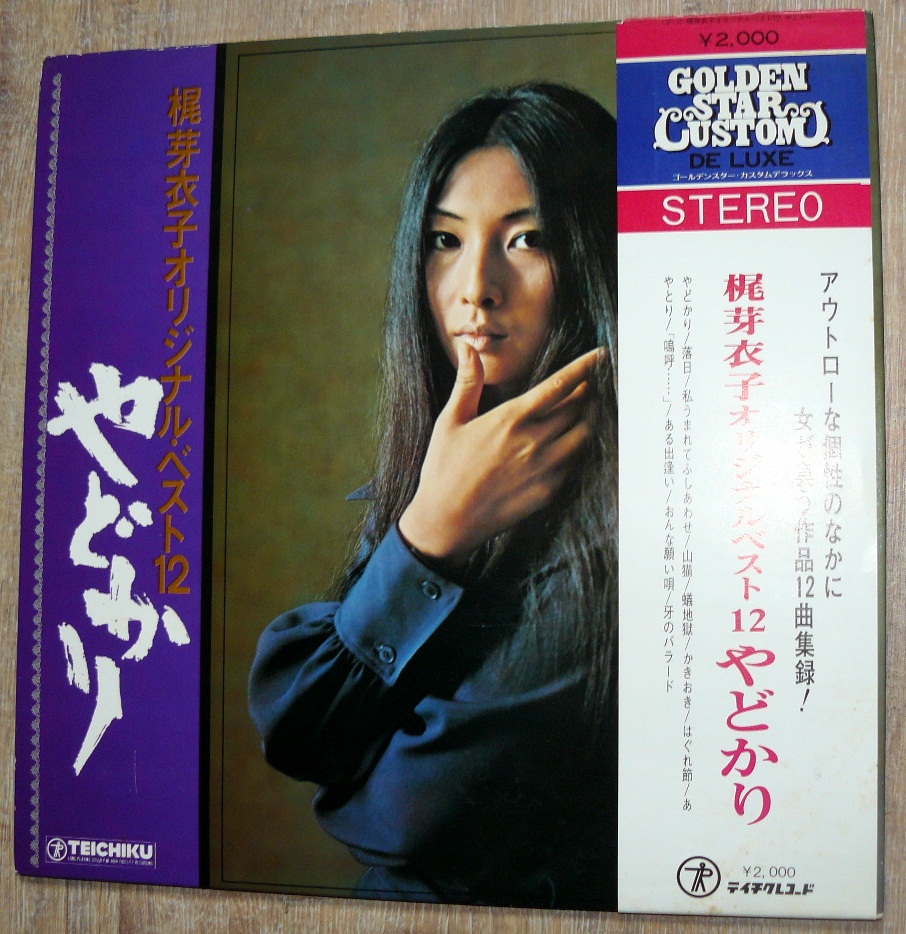 梶芽衣子オリジナル・ベスト12
やどかり
TEICHIKU
¥2,000
GOLDEN
STAR
CUSTOM
DE LUXE
ゴールデンスター・カスタムデラックス
STEREO
アウトローな個性のなかに
女が哀う作品12曲集録!
梶芽衣子オリジナルベスト12 やどかり
やどかり/落日/私うまれてふしあわせ/山猫/蟻地獄/かきおき/はぐれ節/あ
やとり/「嗚呼……」/ある出逢い/おんな願い唄/牙のバラード
¥2,000
テイチクレコード